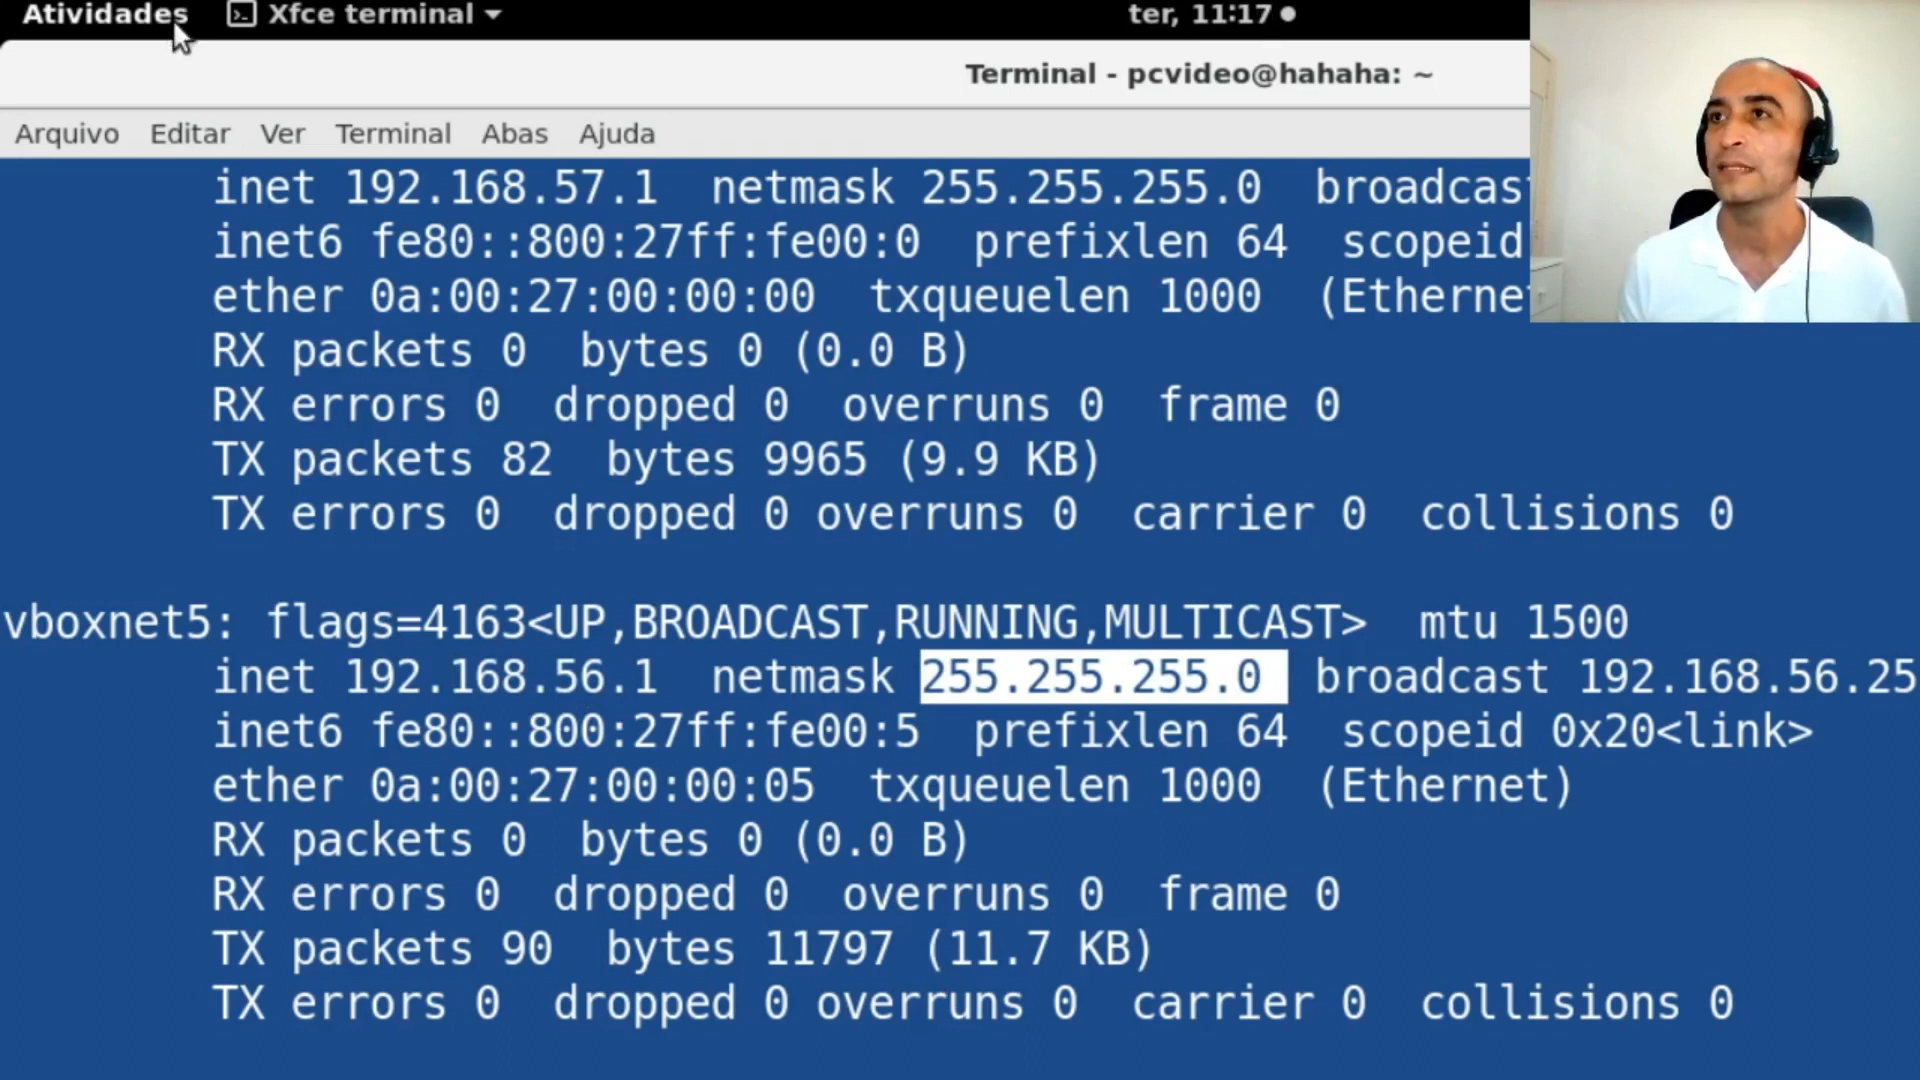 Atividades Xfce terminal ter, 11:17
Terminal - pcvideo@hahaha: ~
Arquivo Editar Ver Terminal Abas Ajuda
inet 192.168.57.1 netmask 255.255.255.0 broadcas
inet6 fe80::800:27ff:fe00:0 prefixlen 64 scopeid
ether 0a:00:27:00:00:00 txqueuelen 1000 (Etherne
RX packets 0 bytes 0 (0.0 B)
RX errors 0 dropped 0 overruns 0 frame 0
TX packets 82 bytes 9965 (9.9 KB)
TX errors 0 dropped 0 overruns 0 carrier 0 collisions 0
vboxnet5: flags=4163<UP,BROADCAST,RUNNING,MULTICAST> mtu 1500
inet 192.168.56.1 netmask 255.255.255.0 broadcast 192.168.56.25
inet6 fe80::800:27ff:fe00:5 prefixlen 64 scopeid 0x20<link>
ether 0a:00:27:00:00:05 txqueuelen 1000 (Ethernet)
RX packets 0 bytes 0 (0.0 B)
RX errors 0 dropped 0 overruns 0 frame 0
TX packets 90 bytes 11797 (11.7 KB)
TX errors 0 dropped 0 overruns 0 carrier 0 collisions 0